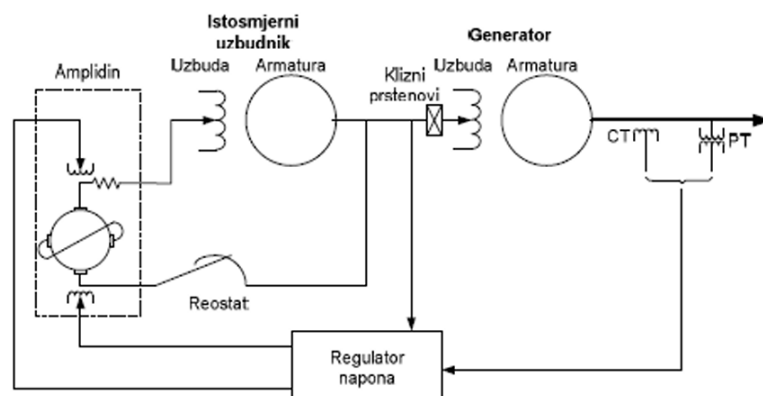 Istosmjerni
uzbudnik
Generator
Amplidin
Uzbuda
Armatura
Klizni
prstenovi
Uzbuda
Armatura
CT
PT
Reostat
Regulator
napona